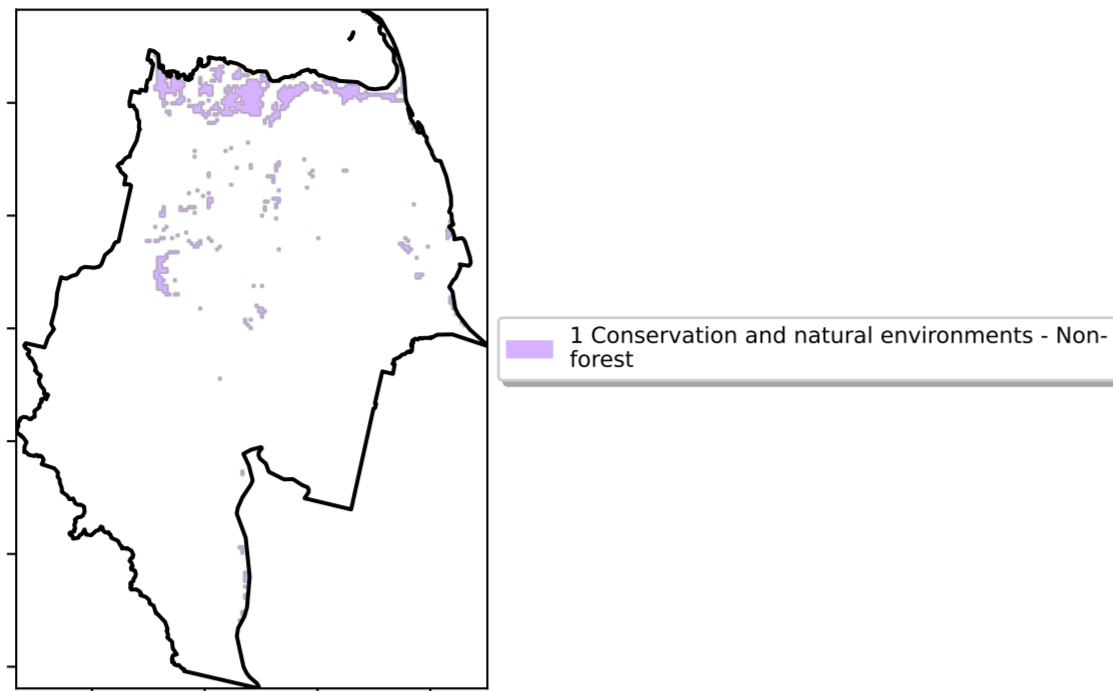 1 Conservation and natural environments - Non-
forest